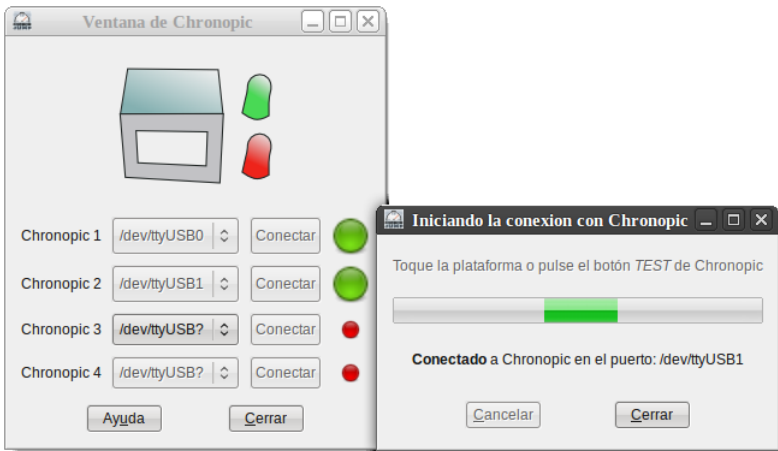 Ventana de Chronopic
Chronopic 1 /dev/ttyUSB0 Conectar
Chronopic 2 /dev/ttyUSB1 Conectar
Chronopic 3 /dev/ttyUSB? Conectar
Chronopic 4 /dev/ttyUSB? Conectar
Ayuda Cerrar
Iniciando la conexion con Chronopic
Toque la plataforma o pulse el botón TEST de Chronopic
Conectado a Chronopic en el puerto: /dev/ttyUSB1
Cancelar Cerrar